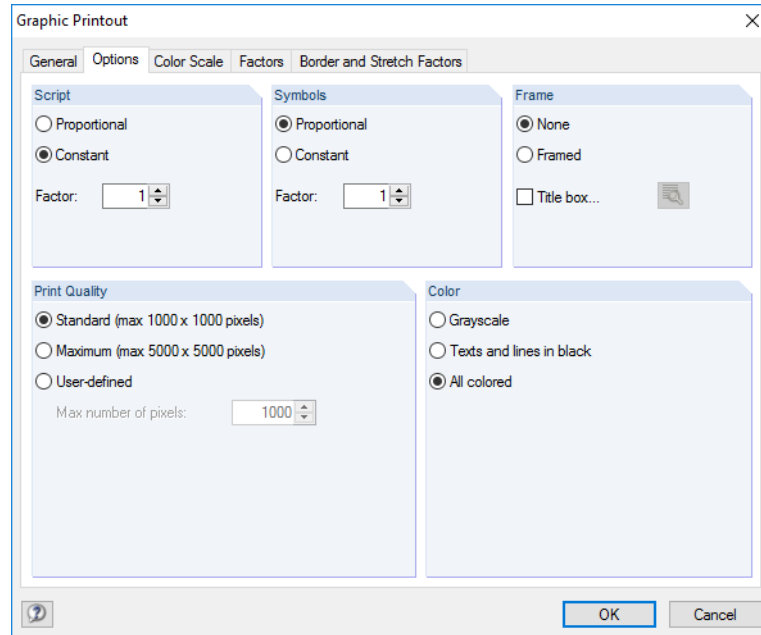 Graphic Printout
General Options Color Scale Factors Border and Stretch Factors
Script
Proportional
Constant
Factor: 1
Symbols
Proportional
Constant
Factor: 1
Frame
None
Framed
Title box...
Print Quality
Standard (max 1000 x 1000 pixels)
Maximum (max 5000 x 5000 pixels)
User-defined
Max number of pixels: 1000
Color
Grayscale
Texts and lines in black
All colored
OK Cancel